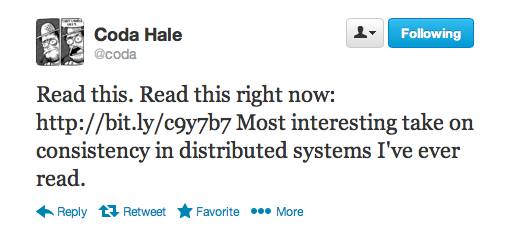 Coda Hale
@coda
Following
Read this. Read this right now:
http://bit.ly/c9y7b7 Most interesting take on
consistency in distributed systems I've ever
read.
Reply Retweet Favorite More